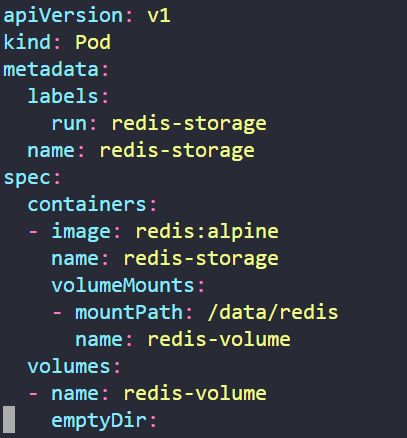 apiVersion: v1
kind: Pod
metadata:
  labels:
    run: redis-storage
  name: redis-storage
spec:
  containers:
  - image: redis:alpine
    name: redis-storage
    volumeMounts:
    - mountPath: /data/redis
      name: redis-volume
  volumes:
  - name: redis-volume
    emptyDir: